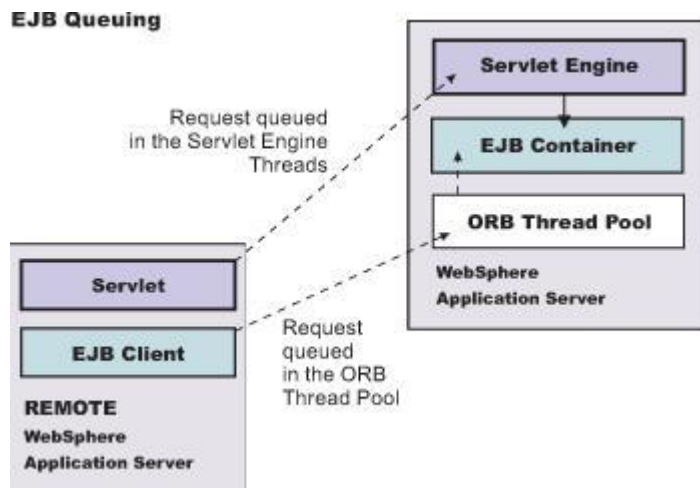 EJB Queuing
Servlet Engine
Request queued
in the Servlet Engine
Threads
EJB Container
ORB Thread Pool
WebSphere
Application Server
Servlet
EJB Client
Request
queued
in the ORB
Thread Pool
REMOTE
WebSphere
Application Server